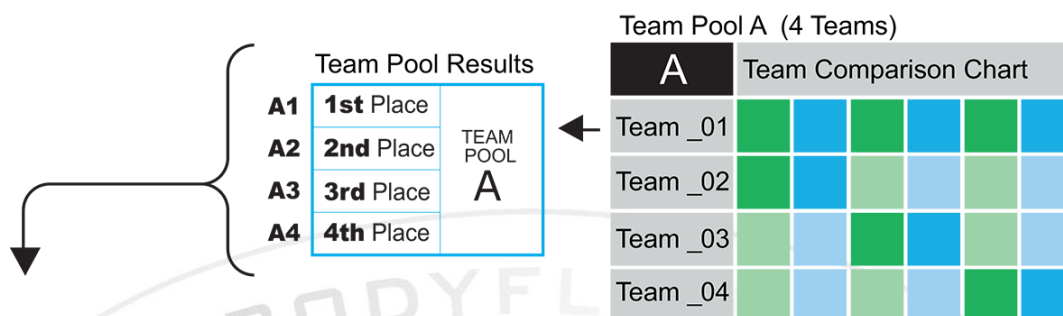 Team Pool A (4 Teams)
A Team Comparison Chart
Team _01
Team _02
Team _03
Team _04
Team Pool Results
A1 1st Place
A2 2nd Place
A3 3rd Place
A4 4th Place
TEAM
POOL
A